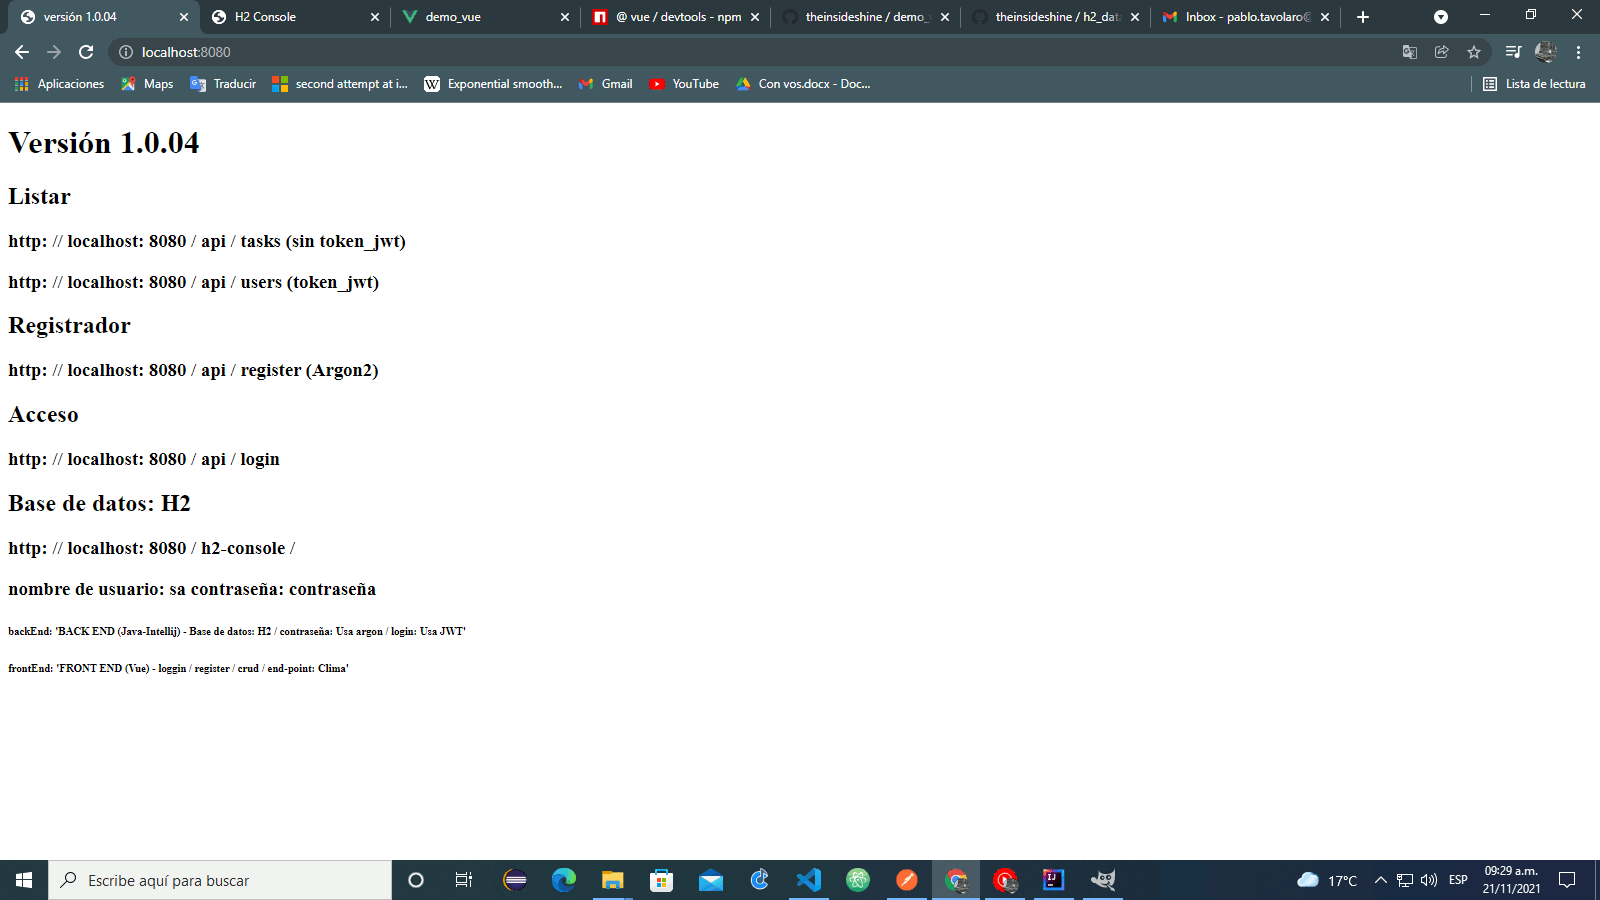 versión 1.0.04
H2 Console
demo_vue
@ vue / devtools - npm
theinsideshine / demo_
theinsideshine / h2_dat
Inbox - pablo.tavolaro@
localhost:8080
Aplicaciones
Maps
Traducir
second attempt at i...
Exponential smooth...
Gmail
YouTube
Con vos.docx - Doc...
Lista de lectura
Versión 1.0.04
Listar
http: // localhost: 8080 / api / tasks (sin token_jwt)
http: // localhost: 8080 / api / users (token_jwt)
Registrador
http: // localhost: 8080 / api / register (Argon2)
Acceso
http: // localhost: 8080 / api / login
Base de datos: H2
http: // localhost: 8080 / h2-console /
nombre de usuario: sa contraseña: contraseña
backEnd: 'BACK END (Java-Intellij) - Base de datos: H2 / contraseña: Usa argon / login: Usa JWT'
frontEnd: 'FRONT END (Vue) - loggin / register / crud / end-point: Clima'
Escribe aquí para buscar
17°C
ESP
09:29 a.m.
21/11/2021